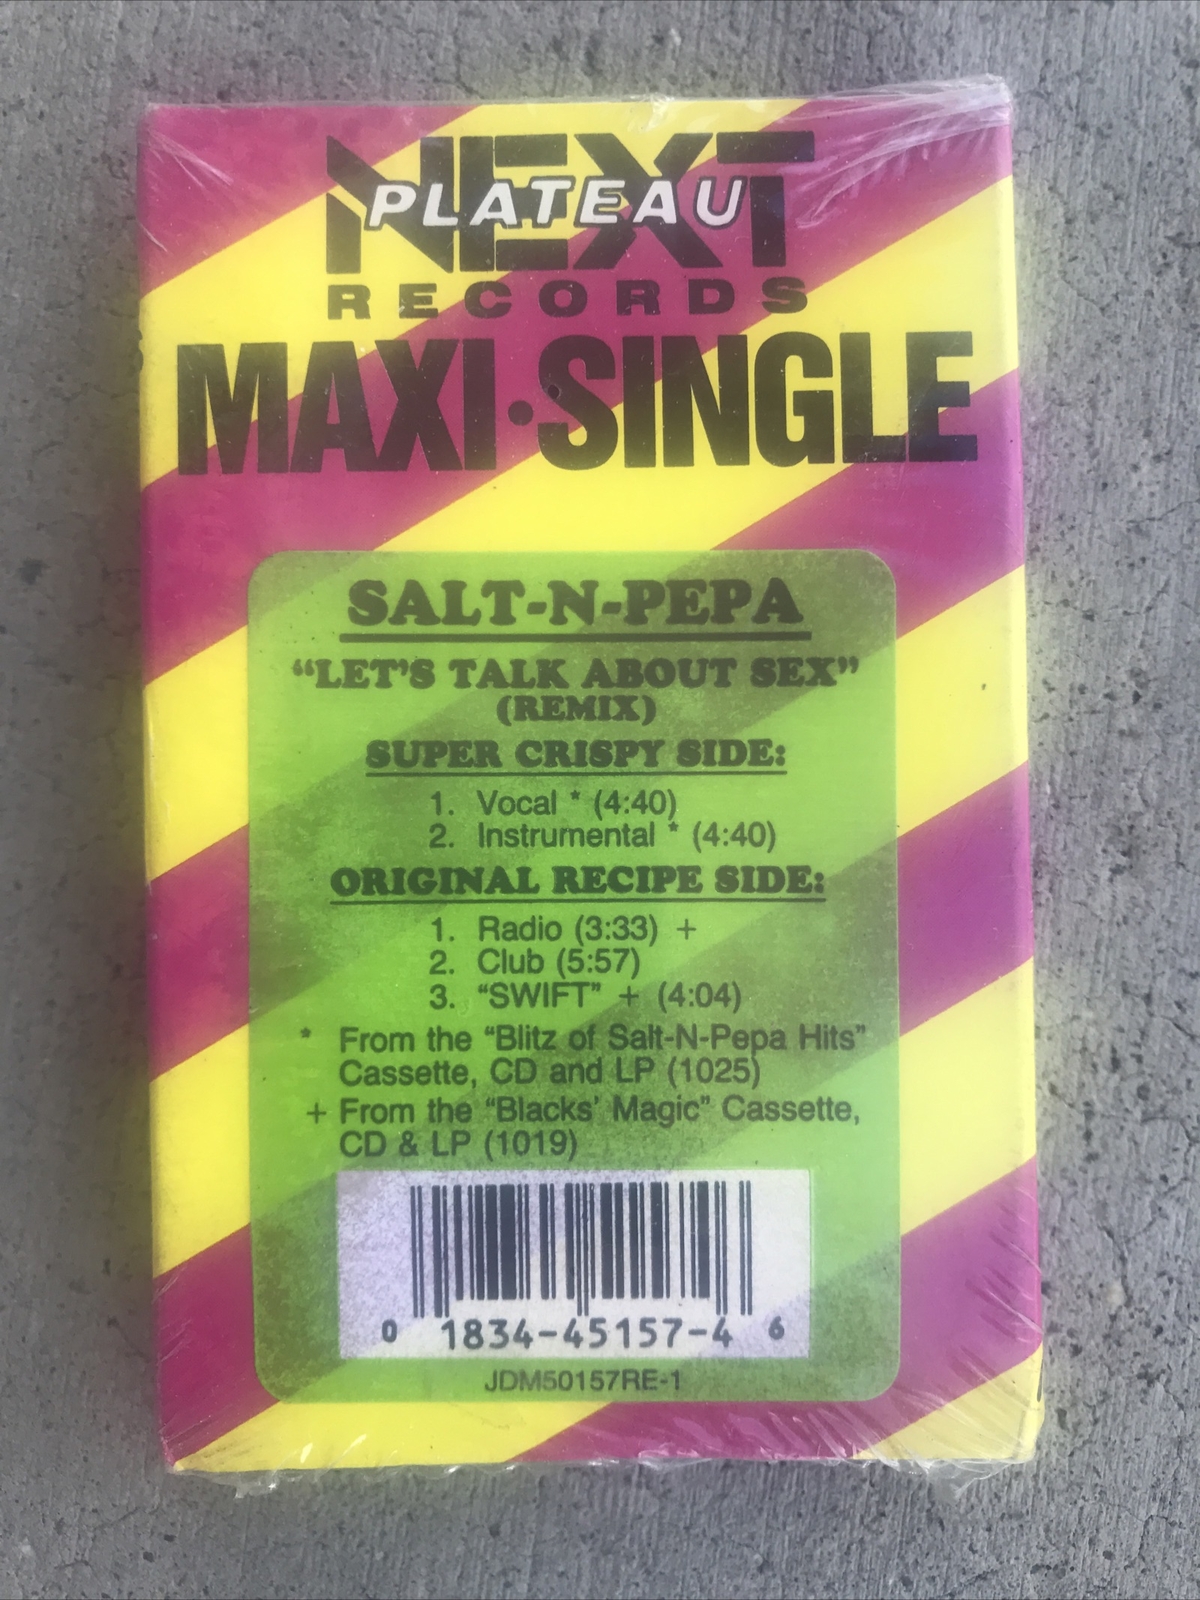 NEXT
PLATEAU
RECORDS
MAXI·SINGLE
SALT-N-PEPA
“LET’S TALK ABOUT SEX”
(REMIX)
SUPER CRISPY SIDE:
1. Vocal * (4:40)
2. Instrumental * (4:40)
ORIGINAL RECIPE SIDE:
1. Radio (3:33) +
2. Club (5:57)
3. “SWIFT” + (4:04)
* From the “Blitz of Salt-N-Pepa Hits”
Cassette, CD and LP (1025)
+ From the “Blacks’ Magic” Cassette,
CD & LP (1019)
0 1834-45157-4 6
JDM50157RE-1